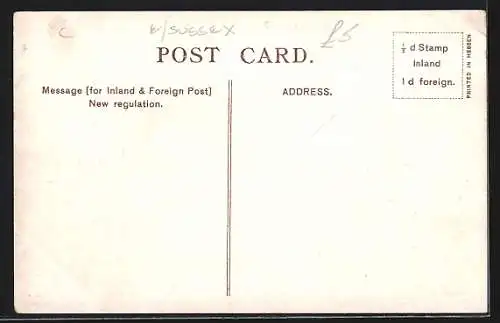 C
E/SUSSEX
£5
POST CARD.
Message [for Inland & Foreign Post]
New regulation.
ADDRESS.
½ d Stamp
Inland
1 d foreign.
PRINTED IN HESSEN